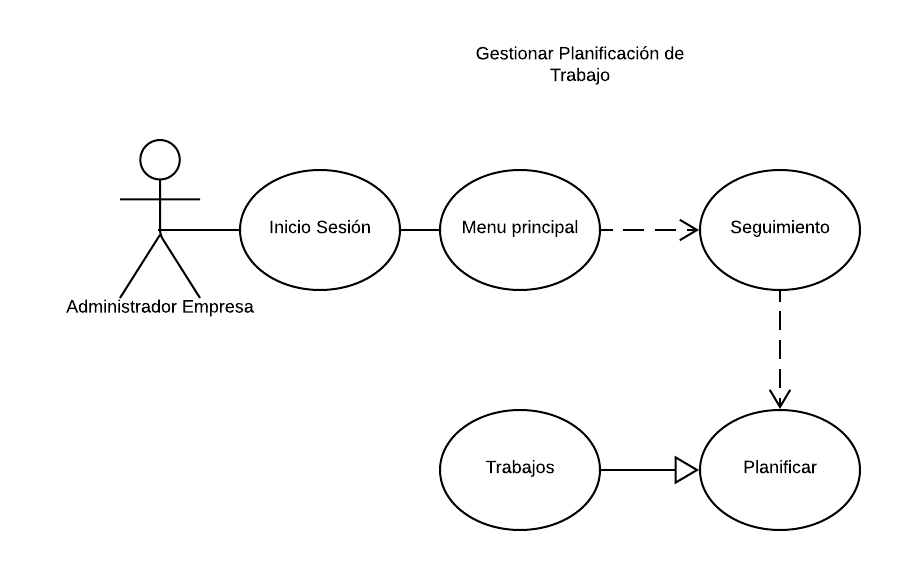 Gestionar Planificación de
Trabajo
Inicio Sesión
Menu principal
Seguimiento
Administrador Empresa
Trabajos
Planificar